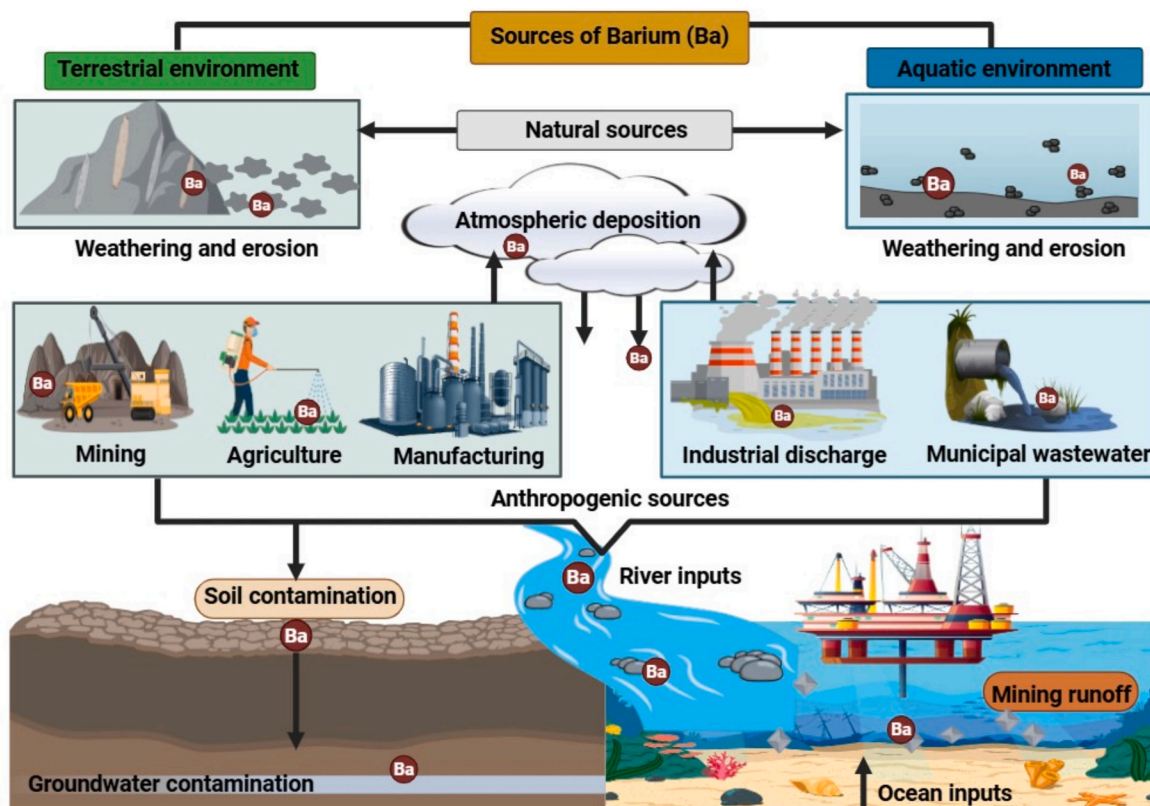 Sources of Barium (Ba)
Terrestrial environment
Aquatic environment
Natural sources
Ba
Ba
Ba
Ba
Weathering and erosion
Atmospheric deposition
Ba
Weathering and erosion
Ba
Ba
Ba
Ba
Ba
Mining
Agriculture
Manufacturing
Industrial discharge
Municipal wastewater
Anthropogenic sources
Ba
River inputs
Soil contamination
Ba
Ba
Mining runoff
Ba
Ba
Groundwater contamination
Ocean inputs